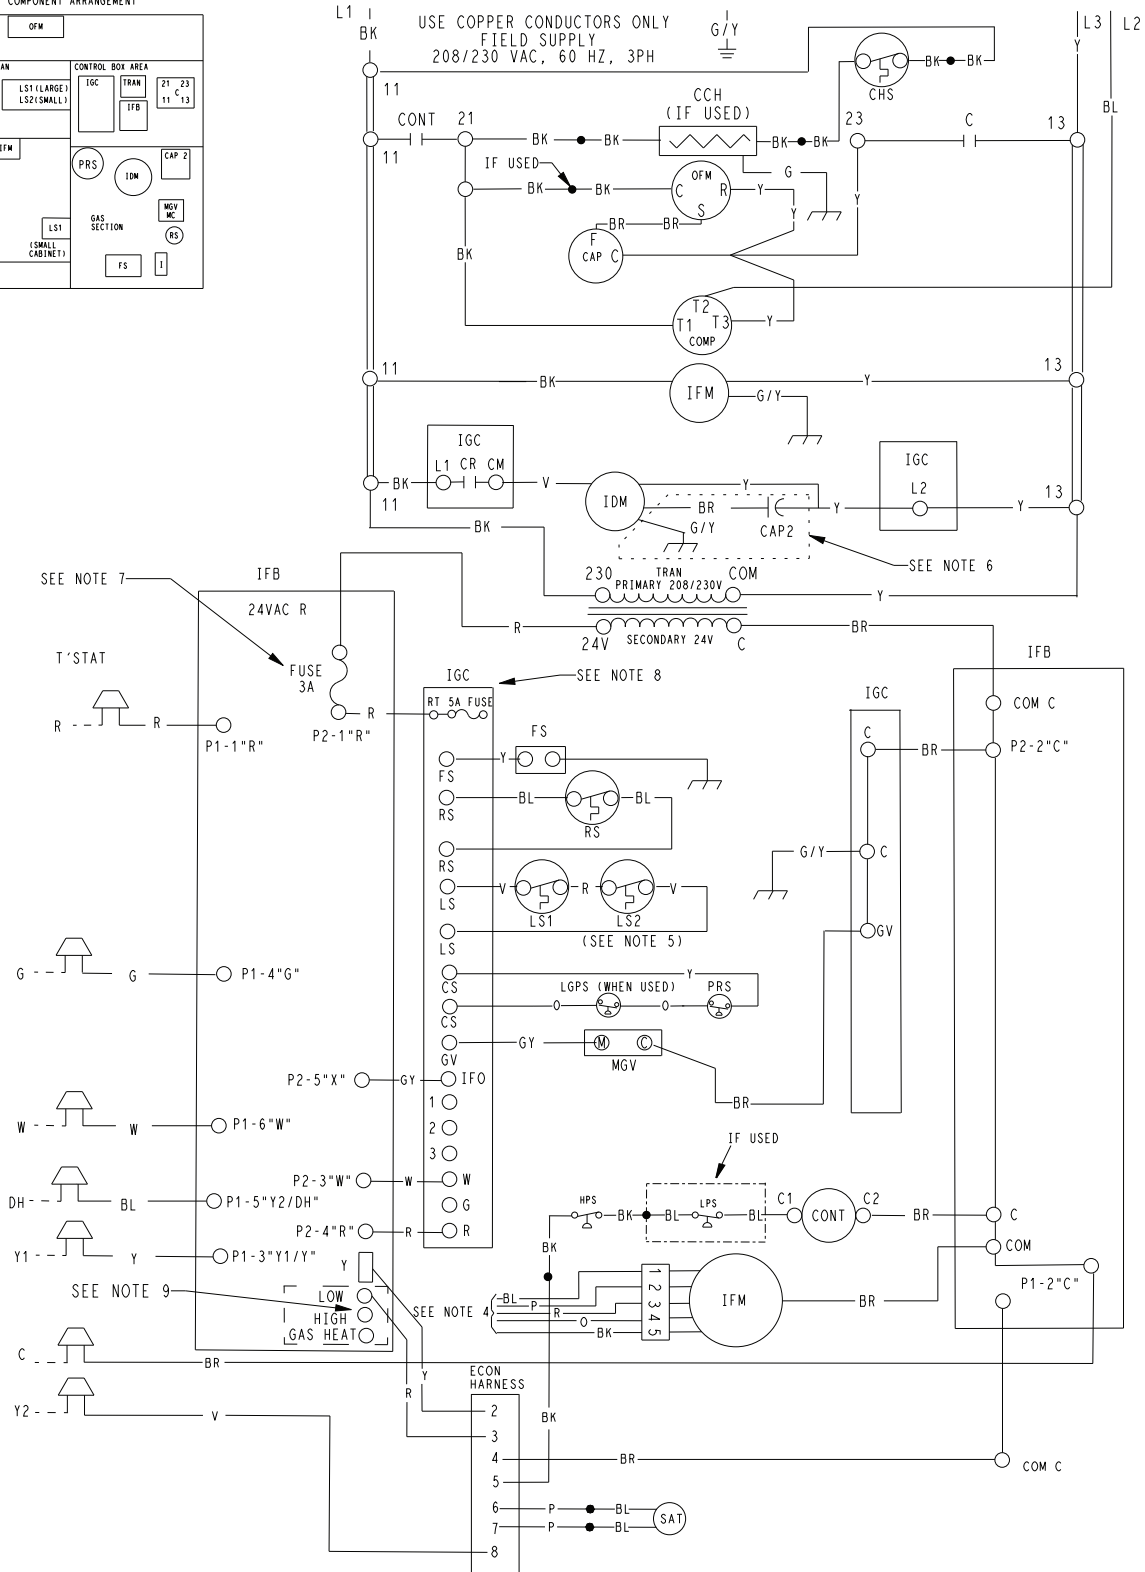 COMPONENT ARRANGEMENT
OFM
AN
LS1(LARGE)
LS2(SMALL)
CONTROL BOX AREA
IGC
TRAN
IFB
21 23
C
11 13
IFM
PRS
IDM
CAP 2
MGV
MC
RS
GAS
SECTION
LS1
(SMALL
CABINET)
FS
I
L1
BK
USE COPPER CONDUCTORS ONLY
FIELD SUPPLY
208/230 VAC, 60 HZ, 3PH
G/Y
L3
L2
Y
BL
11
CHS
BK
BK
CONT
21
11
BK
BK
CCH
(IF USED)
BK
BK
23
C
13
IF USED
BK
BK
C
OFM
R
S
Y
G
Y
Y
BR
BR
F
CAP C
BK
T2
T1
T3
COMP
Y
11
BK
IFM
Y
13
G/Y
IGC
L1 CR CM
BK
11
V
IDM
Y
BR
CAP2
Y
G/Y
IGC
L2
Y
13
BK
SEE NOTE 6
230
TRAN
PRIMARY 208/230V
COM
Y
24V
SECONDARY 24V
C
R
BR
SEE NOTE 7
IFB
24VAC R
FUSE
3A
P2-1"R"
R
T'STAT
R
R
P1-1"R"
IGC
SEE NOTE 8
RT 5A FUSE
FS
Y
FS
RS
BL
BL
RS
RS
LS
V
R
V
LS1
LS2
(SEE NOTE 5)
LS
CS
Y
LGPS (WHEN USED)
PRS
O
O
CS
GV
GY
M
C
MGV
BR
IGC
C
BR
G/Y
C
GV
IFB
COM C
P2-2"C"
G
G
P1-4"G"
P2-5"X"
GY
IFO
1
2
3
W
W
P1-6"W"
P2-3"W"
W
W
G
DH
BL
P1-5"Y2/DH"
P2-4"R"
R
R
Y1
Y
P1-3"Y1/Y"
Y
IF USED
HPS
BK
BL
LPS
BL
C1
CONT
C2
BR
C
COM
P1-2"C"
BK
SEE NOTE 9
LOW
HIGH
GAS HEAT
SEE NOTE 4
BL
P
R
O
BK
1
2
3
4
5
IFM
BR
C
BR
Y2
V
R
Y
ECON
HARNESS
BK
2
3
4
BR
COM C
5
6
P
BL
7
P
BL
SAT
8